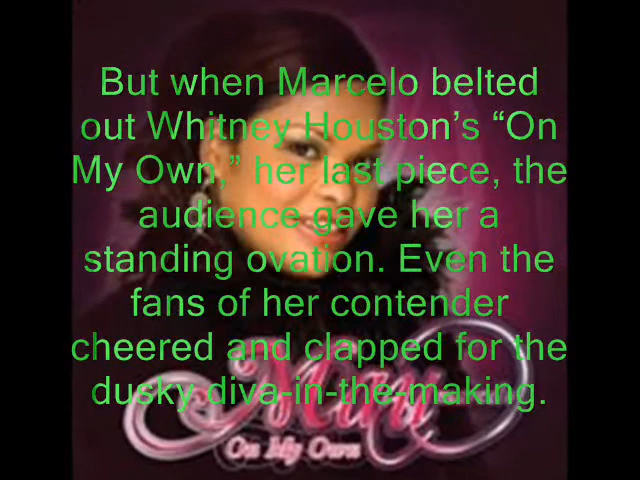 But when Marcelo belted
out Whitney Houston’s “On
My Own,” her last piece, the
audience gave her a
standing ovation. Even the
fans of her contender
cheered and clapped for the
dusky diva-in-the-making.
On My Own